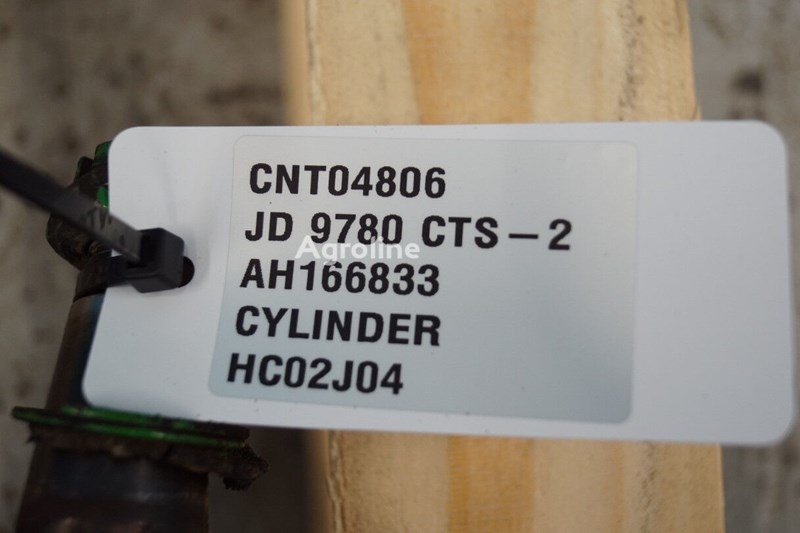 CNT04806
JD 9780 CTS – 2
Agroline
AH166833
CYLINDER
HC02J04